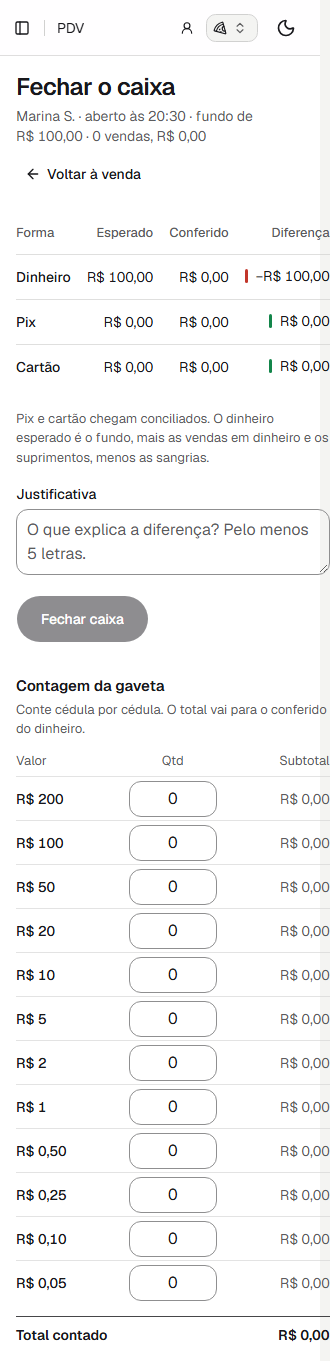 PDV
Fechar o caixa
Marina S. · aberto às 20:30 · fundo de
R$ 100,00 · 0 vendas, R$ 0,00
← Voltar à venda
Forma Esperado Conferido Diferença
Dinheiro R$ 100,00 R$ 0,00 −R$ 100,00
Pix R$ 0,00 R$ 0,00 R$ 0,00
Cartão R$ 0,00 R$ 0,00 R$ 0,00
Pix e cartão chegam conciliados. O dinheiro
esperado é o fundo, mais as vendas em dinheiro e os
suprimentos, menos as sangrias.
Justificativa
O que explica a diferença? Pelo menos
5 letras.
Fechar caixa
Contagem da gaveta
Conte cédula por cédula. O total vai para o conferido
do dinheiro.
Valor Qtd Subtotal
R$ 200 0 R$ 0,00
R$ 100 0 R$ 0,00
R$ 50 0 R$ 0,00
R$ 20 0 R$ 0,00
R$ 10 0 R$ 0,00
R$ 5 0 R$ 0,00
R$ 2 0 R$ 0,00
R$ 1 0 R$ 0,00
R$ 0,50 0 R$ 0,00
R$ 0,25 0 R$ 0,00
R$ 0,10 0 R$ 0,00
R$ 0,05 0 R$ 0,00
Total contado R$ 0,00